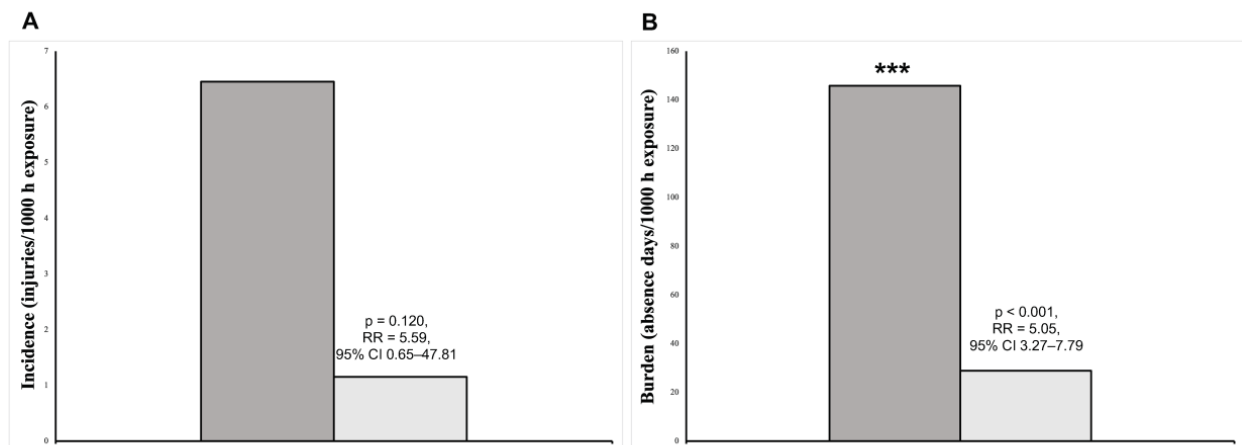 A
Incidence (injuries/1000 h exposure)
7
6
5
4
3
2
1
0
p = 0.120,
RR = 5.59,
95% CI 0.65–47.81
B
Burden (absence days/1000 h exposure)
160
140
120
100
80
60
40
20
0
***
p < 0.001,
RR = 5.05,
95% CI 3.27–7.79